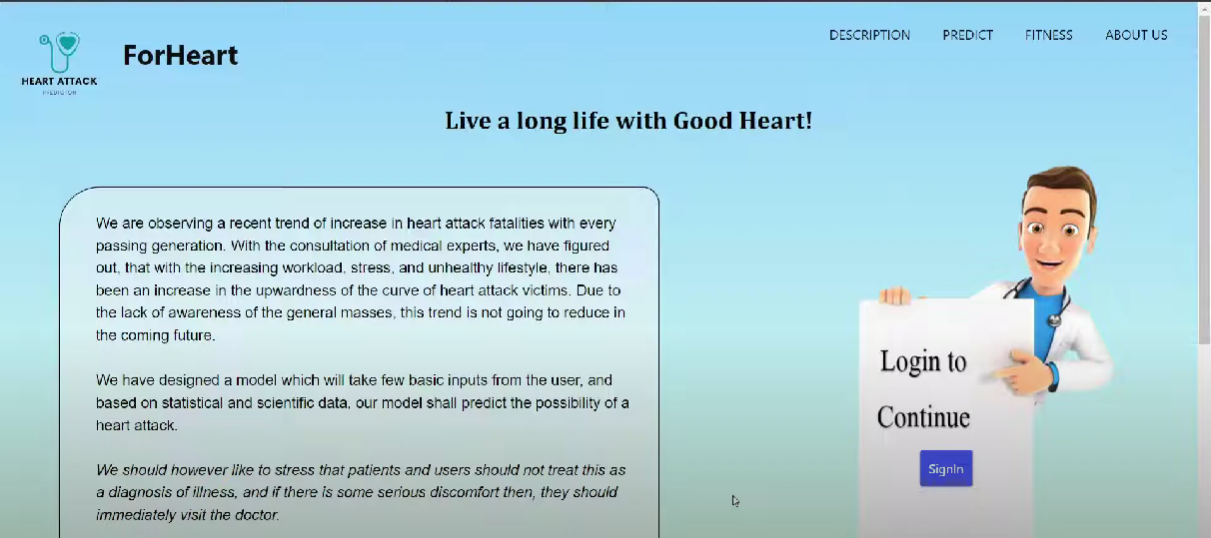 ForHeart
DESCRIPTION PREDICT FITNESS ABOUT US
HEART ATTACK
PREDICTOR
Live a long life with Good Heart!
We are observing a recent trend of increase in heart attack fatalities with every
passing generation. With the consultation of medical experts, we have figured
out, that with the increasing workload, stress, and unhealthy lifestyle, there has
been an increase in the upwardness of the curve of heart attack victims. Due to
the lack of awareness of the general masses, this trend is not going to reduce in
the coming future.
We have designed a model which will take few basic inputs from the user, and
based on statistical and scientific data, our model shall predict the possibility of a
heart attack.
We should however like to stress that patients and users should not treat this as
a diagnosis of illness, and if there is some serious discomfort then, they should
immediately visit the doctor.
Login to
Continue
SignIn